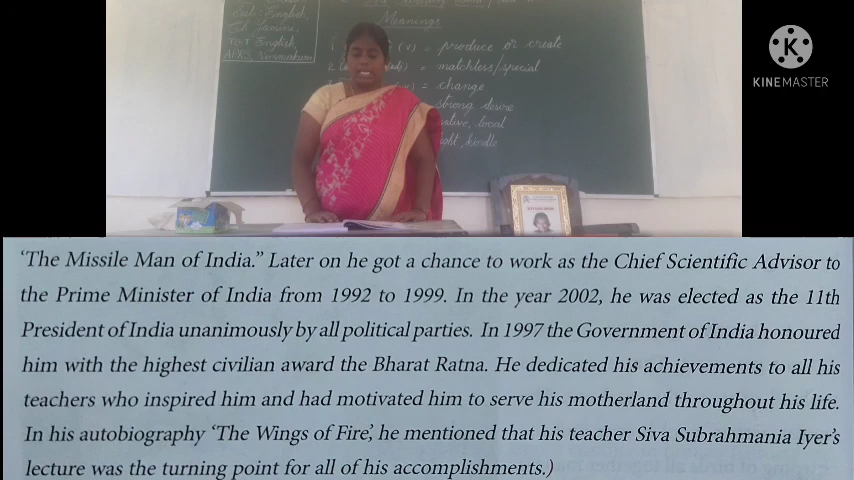 Sub: English
TGT English
Meanings
(v) = produce or create
= matchless/special
= change
strong desire
local
kindle
K
KINEMASTER
‘The Missile Man of India.” Later on he got a chance to work as the Chief Scientific Advisor to
the Prime Minister of India from 1992 to 1999. In the year 2002, he was elected as the 11th
President of India unanimously by all political parties. In 1997 the Government of India honoured
him with the highest civilian award the Bharat Ratna. He dedicated his achievements to all his
teachers who inspired him and had motivated him to serve his motherland throughout his life.
In his autobiography ‘The Wings of Fire’, he mentioned that his teacher Siva Subrahmania Iyer’s
lecture was the turning point for all of his accomplishments.)